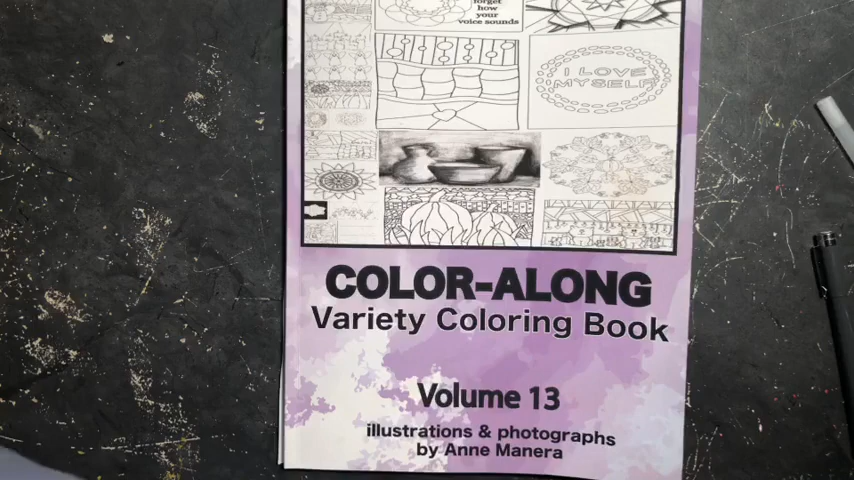 forget
how
your
voice sounds
I LOVE
MYSELF
COLOR-ALONG
Variety Coloring Book
Volume 13
illustrations & photographs
by Anne Manera